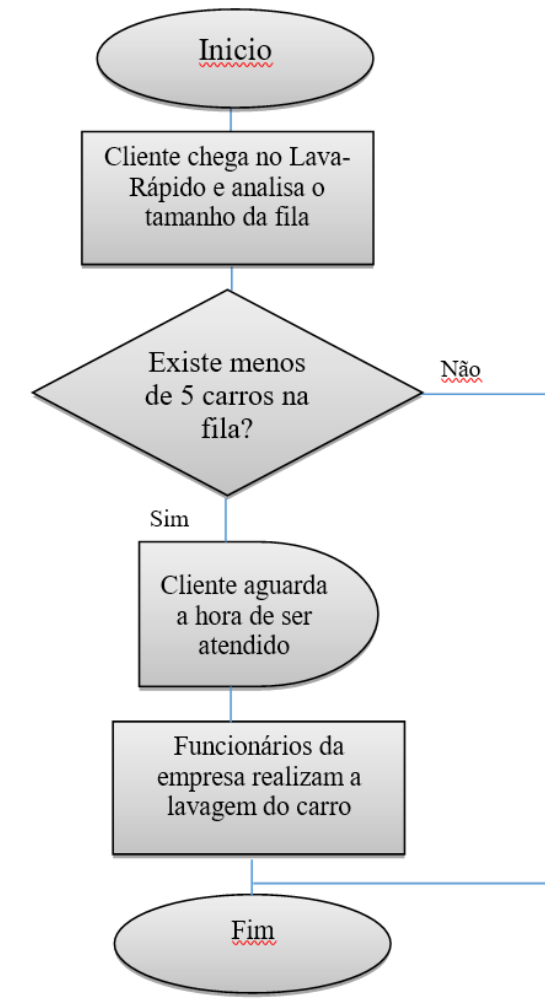 Inicio
Cliente chega no Lava-
Rápido e analisa o
tamanho da fila
Existe menos
de 5 carros na
fila?
Não
Sim
Cliente aguarda
a hora de ser
atendido
Funcionários da
empresa realizam a
lavagem do carro
Fim